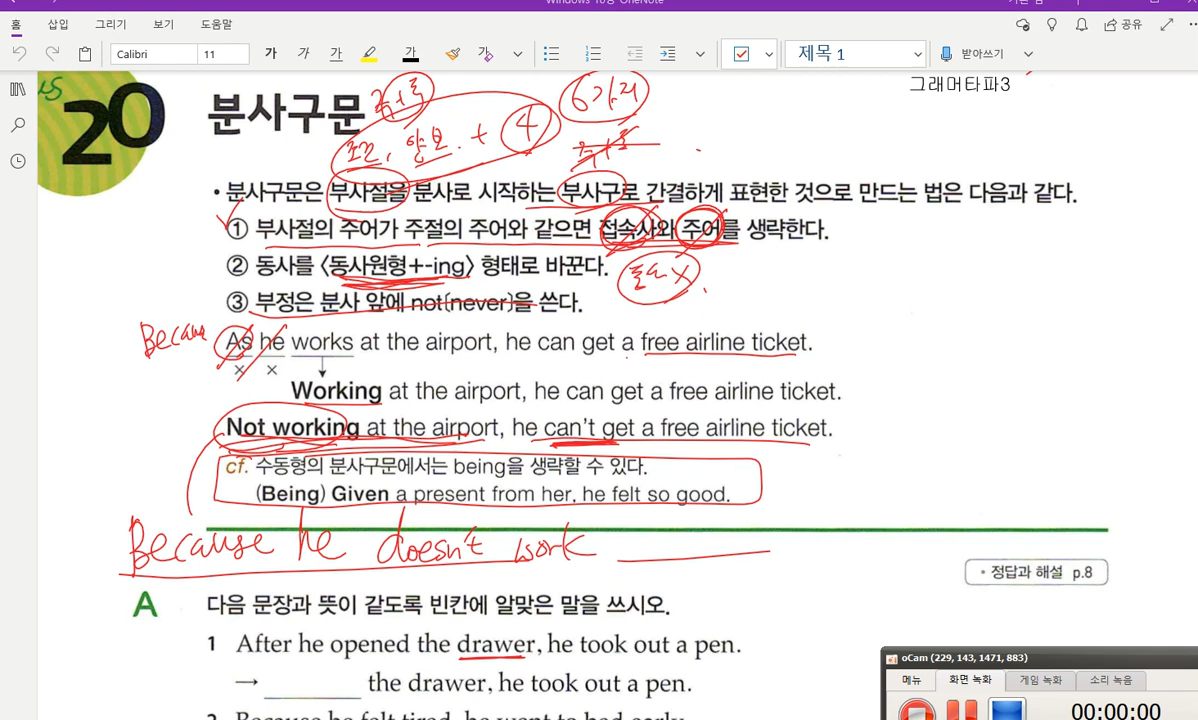 Windows 10용 OneNote
홈 삽입 그리기 보기 도움말
공유
Calibri 11 가 가 가 가 제목 1 받아쓰기
그래머타파3
20 분사구문
조건, 양보. + 4 6가지
• 분사구문은 부사절을 분사로 시작하는 부사구로 간결하게 표현한 것으로 만드는 법은 다음과 같다.
① 부사절의 주어가 주절의 주어와 같으면 접속사와 주어를 생략한다.
② 동사를 〈동사원형+-ing〉 형태로 바꾼다.
③ 부정은 분사 앞에 not(never)을 쓴다.
Because As he works at the airport, he can get a free airline ticket.
× ×
Working at the airport, he can get a free airline ticket.
Not working at the airport, he can't get a free airline ticket.
cf. 수동형의 분사구문에서는 being을 생략할 수 있다.
(Being) Given a present from her, he felt so good.
Because he doesn't work
• 정답과 해설 p.8
A 다음 문장과 뜻이 같도록 빈칸에 알맞은 말을 쓰시오.
1 After he opened the drawer, he took out a pen.
→ ________ the drawer, he took out a pen.
2 Because he felt tired, he went to bed early.
oCam (229, 143, 1471, 883)
메뉴 화면 녹화 게임 녹화 소리 녹음
00:00:00